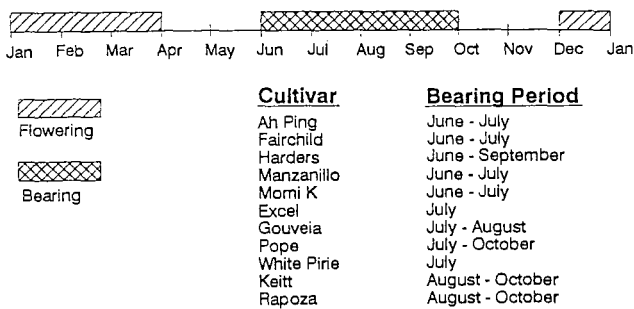 Jan Feb Mar Apr May Jun Jul Aug Sep Oct Nov Dec Jan
Flowering
Bearing
Cultivar Bearing Period
Ah Ping June - July
Fairchild June - July
Harders June - September
Manzanillo June - July
Momi K June - July
Excel July
Gouveia July - August
Pope July - October
White Pirie July
Keitt August - October
Rapoza August - October